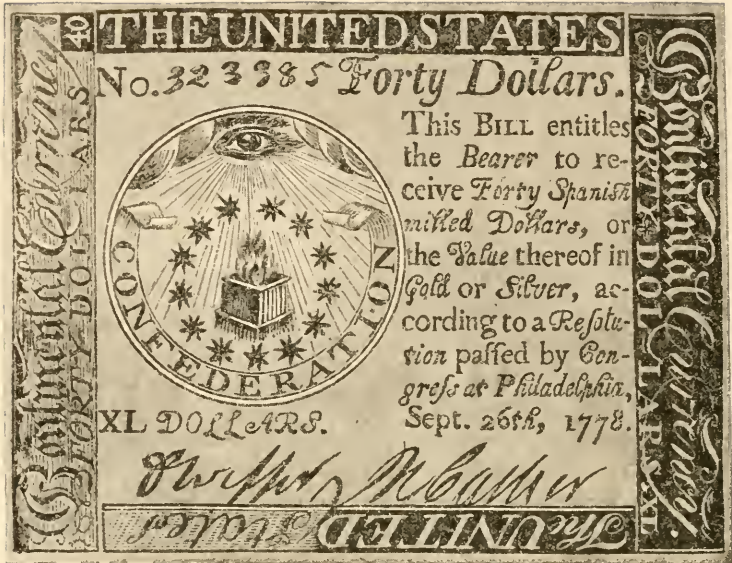 THE UNITED STATES
No. 323385 Forty Dollars.
This BILL entitles
the Bearer to re-
ceive Forty Spanish
milled Dollars, or
the Value thereof in
Gold or Silver, ac-
cording to a Reſolu-
tion paſſed by Con-
greſs at Philadelphia,
Sept. 26th, 1778.
CONFEDERATION
XL DOLLARS.
The UNITED States
40
Continental Currency
FORTY DOLLARS
Continental Currency
FORTY DOLLARS XL